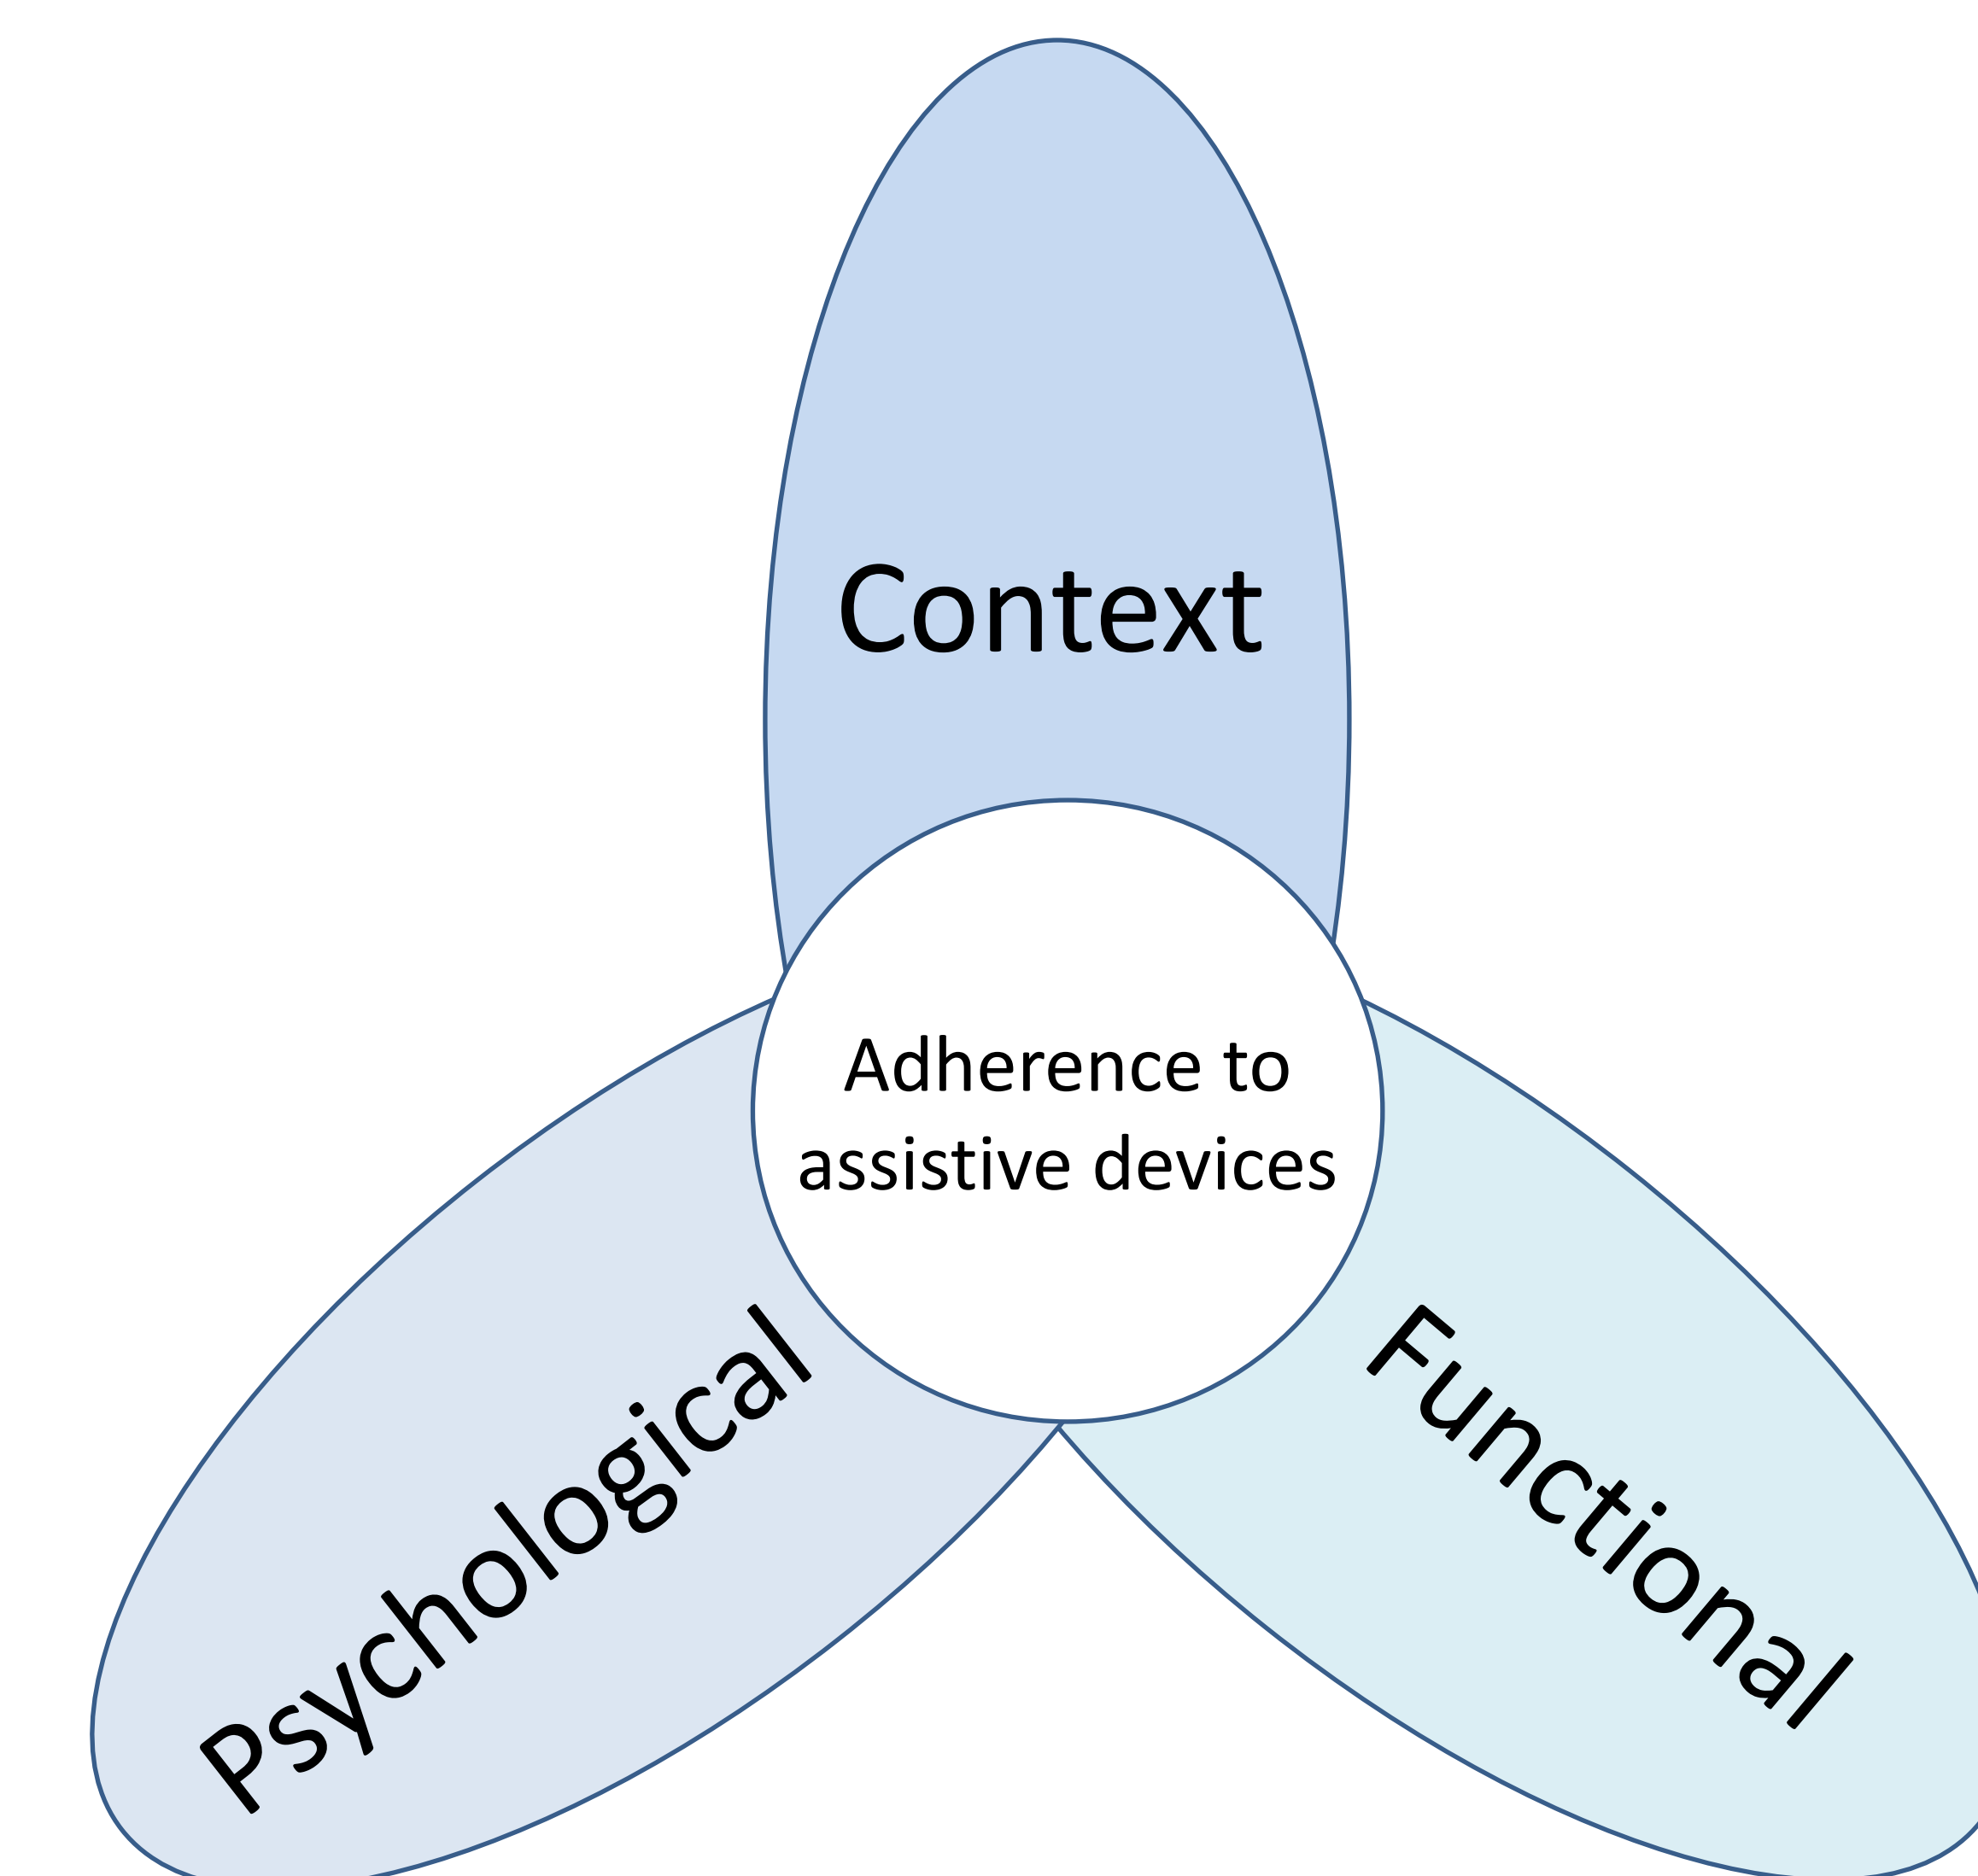 Context
Adherence to
assistive devices
Psychological
Functional